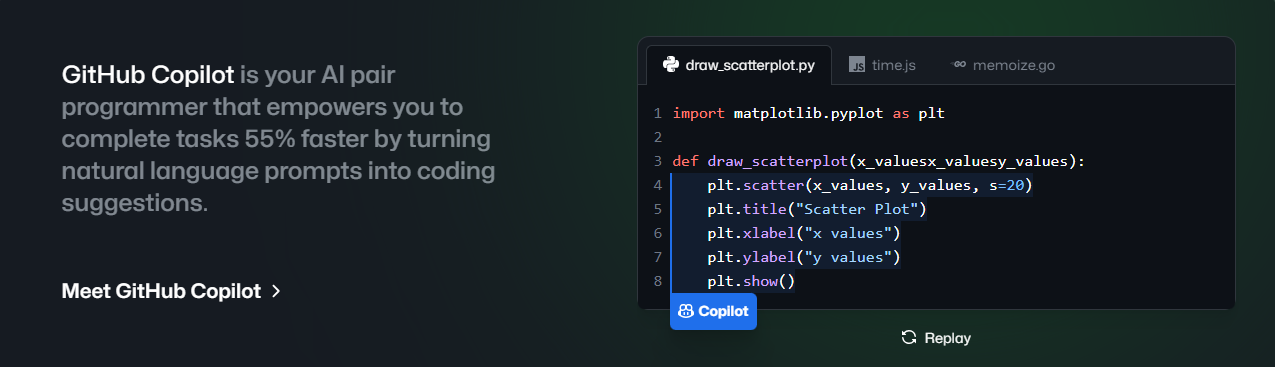 GitHub Copilot is your AI pair
programmer that empowers you to
complete tasks 55% faster by turning
natural language prompts into coding
suggestions.
Meet GitHub Copilot
draw_scatterplot.py
JS time.js
GO memoize.go
1 import matplotlib.pyplot as plt
2
3 def draw_scatterplot(x_valuesx_valuesy_values):
4 plt.scatter(x_values, y_values, s=20)
5 plt.title("Scatter Plot")
6 plt.xlabel("x values")
7 plt.ylabel("y values")
8 plt.show()
Copilot
Replay